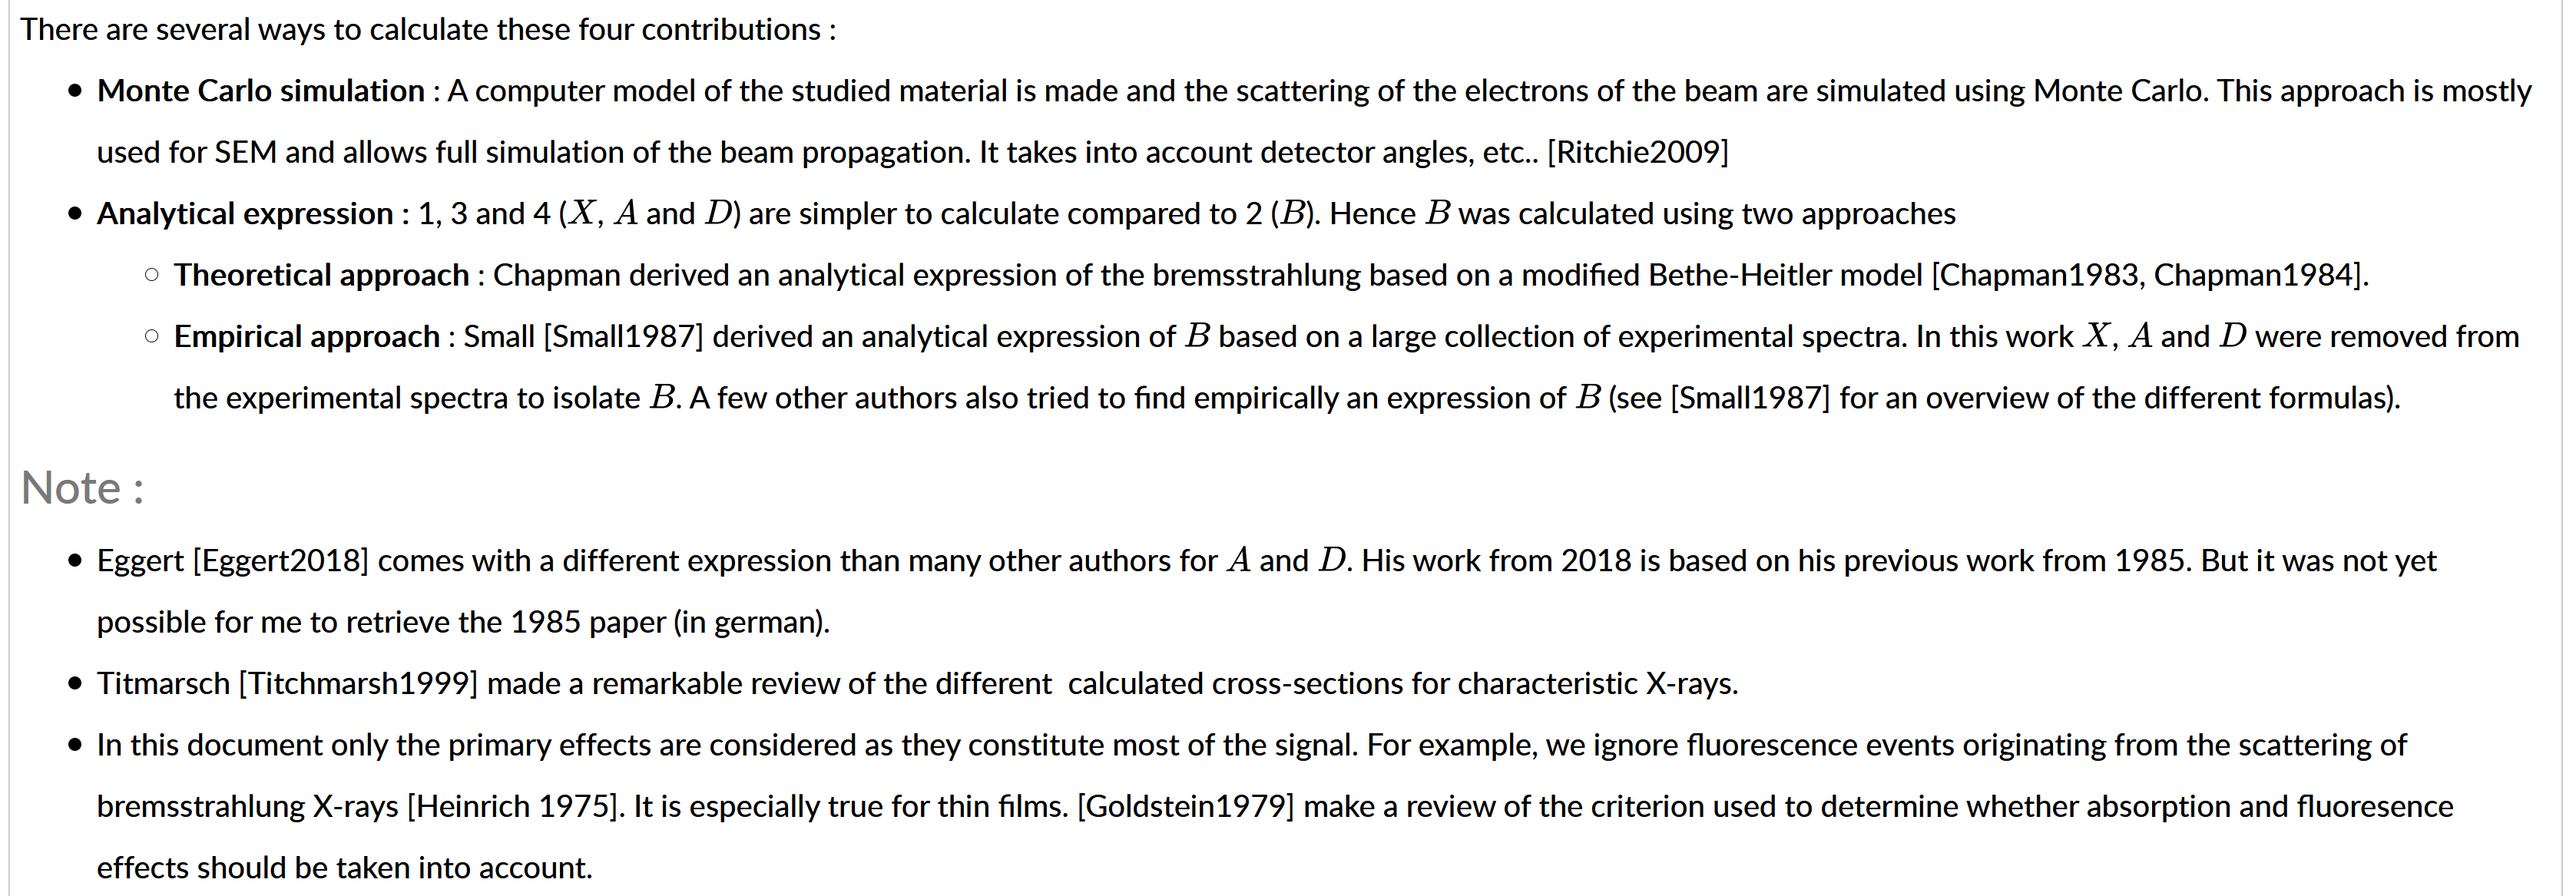 There are several ways to calculate these four contributions :
• Monte Carlo simulation : A computer model of the studied material is made and the scattering of the electrons of the beam are simulated using Monte Carlo. This approach is mostly
used for SEM and allows full simulation of the beam propagation. It takes into account detector angles, etc.. [Ritchie2009]
• Analytical expression : 1, 3 and 4 (X, A and D) are simpler to calculate compared to 2 (B). Hence B was calculated using two approaches
◦ Theoretical approach : Chapman derived an analytical expression of the bremsstrahlung based on a modified Bethe-Heitler model [Chapman1983, Chapman1984].
◦ Empirical approach : Small [Small1987] derived an analytical expression of B based on a large collection of experimental spectra. In this work X, A and D were removed from
the experimental spectra to isolate B. A few other authors also tried to find empirically an expression of B (see [Small1987] for an overview of the different formulas).
Note :
• Eggert [Eggert2018] comes with a different expression than many other authors for A and D. His work from 2018 is based on his previous work from 1985. But it was not yet
possible for me to retrieve the 1985 paper (in german).
• Titmarsch [Titchmarsh1999] made a remarkable review of the different  calculated cross-sections for characteristic X-rays.
• In this document only the primary effects are considered as they constitute most of the signal. For example, we ignore fluorescence events originating from the scattering of
bremsstrahlung X-rays [Heinrich 1975]. It is especially true for thin films. [Goldstein1979] make a review of the criterion used to determine whether absorption and fluoresence
effects should be taken into account.